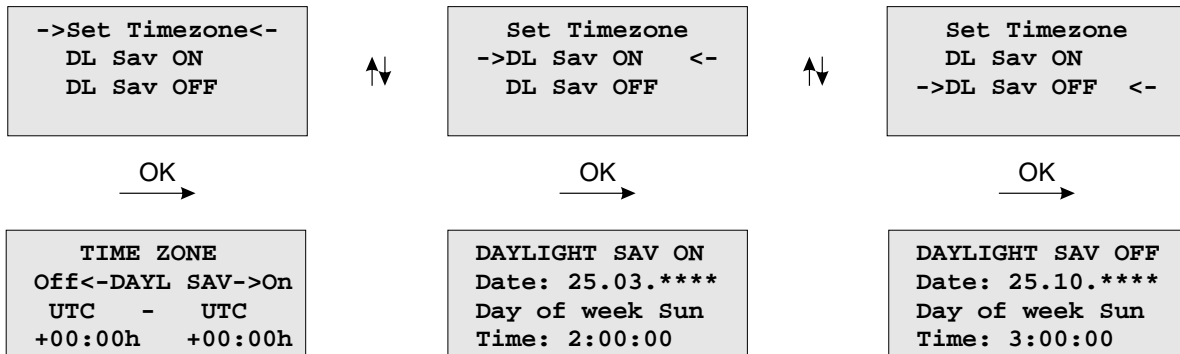 ->Set Timezone<-
DL Sav ON
DL Sav OFF
Set Timezone
->DL Sav ON <-
DL Sav OFF
Set Timezone
DL Sav ON
->DL Sav OFF <-
OK
OK
OK
TIME ZONE
Off<-DAYL SAV->On
UTC - UTC
+00:00h +00:00h
DAYLIGHT SAV ON
Date: 25.03.****
Day of week Sun
Time: 2:00:00
DAYLIGHT SAV OFF
Date: 25.10.****
Day of week Sun
Time: 3:00:00